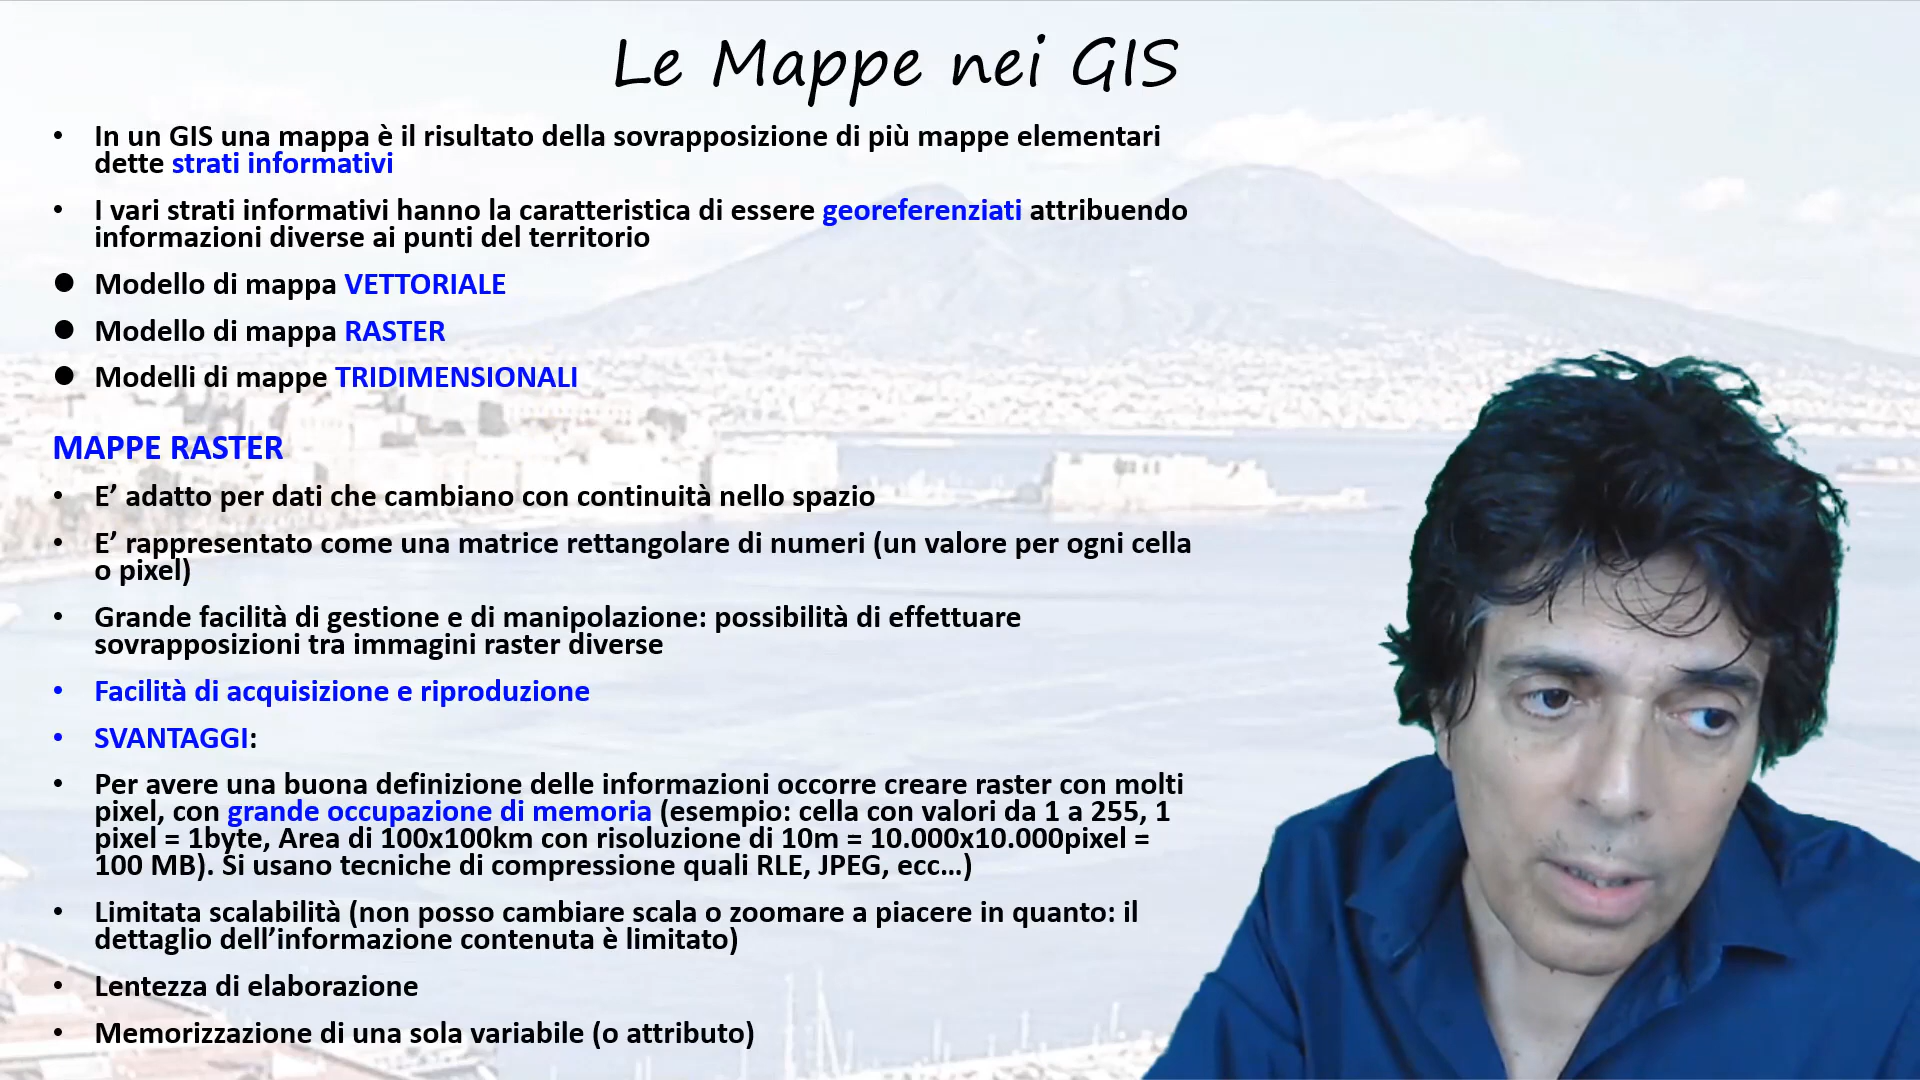 Le Mappe nei GIS
• In un GIS una mappa è il risultato della sovrapposizione di più mappe elementari
dette strati informativi
• I vari strati informativi hanno la caratteristica di essere georeferenziati attribuendo
informazioni diverse ai punti del territorio
● Modello di mappa VETTORIALE
● Modello di mappa RASTER
● Modelli di mappe TRIDIMENSIONALI
MAPPE RASTER
• E’ adatto per dati che cambiano con continuità nello spazio
• E’ rappresentato come una matrice rettangolare di numeri (un valore per ogni cella
o pixel)
• Grande facilità di gestione e di manipolazione: possibilità di effettuare
sovrapposizioni tra immagini raster diverse
• Facilità di acquisizione e riproduzione
• SVANTAGGI:
• Per avere una buona definizione delle informazioni occorre creare raster con molti
pixel, con grande occupazione di memoria (esempio: cella con valori da 1 a 255, 1
pixel = 1byte, Area di 100x100km con risoluzione di 10m = 10.000x10.000pixel =
100 MB). Si usano tecniche di compressione quali RLE, JPEG, ecc…)
• Limitata scalabilità (non posso cambiare scala o zoomare a piacere in quanto: il
dettaglio dell’informazione contenuta è limitato)
• Lentezza di elaborazione
• Memorizzazione di una sola variabile (o attributo)